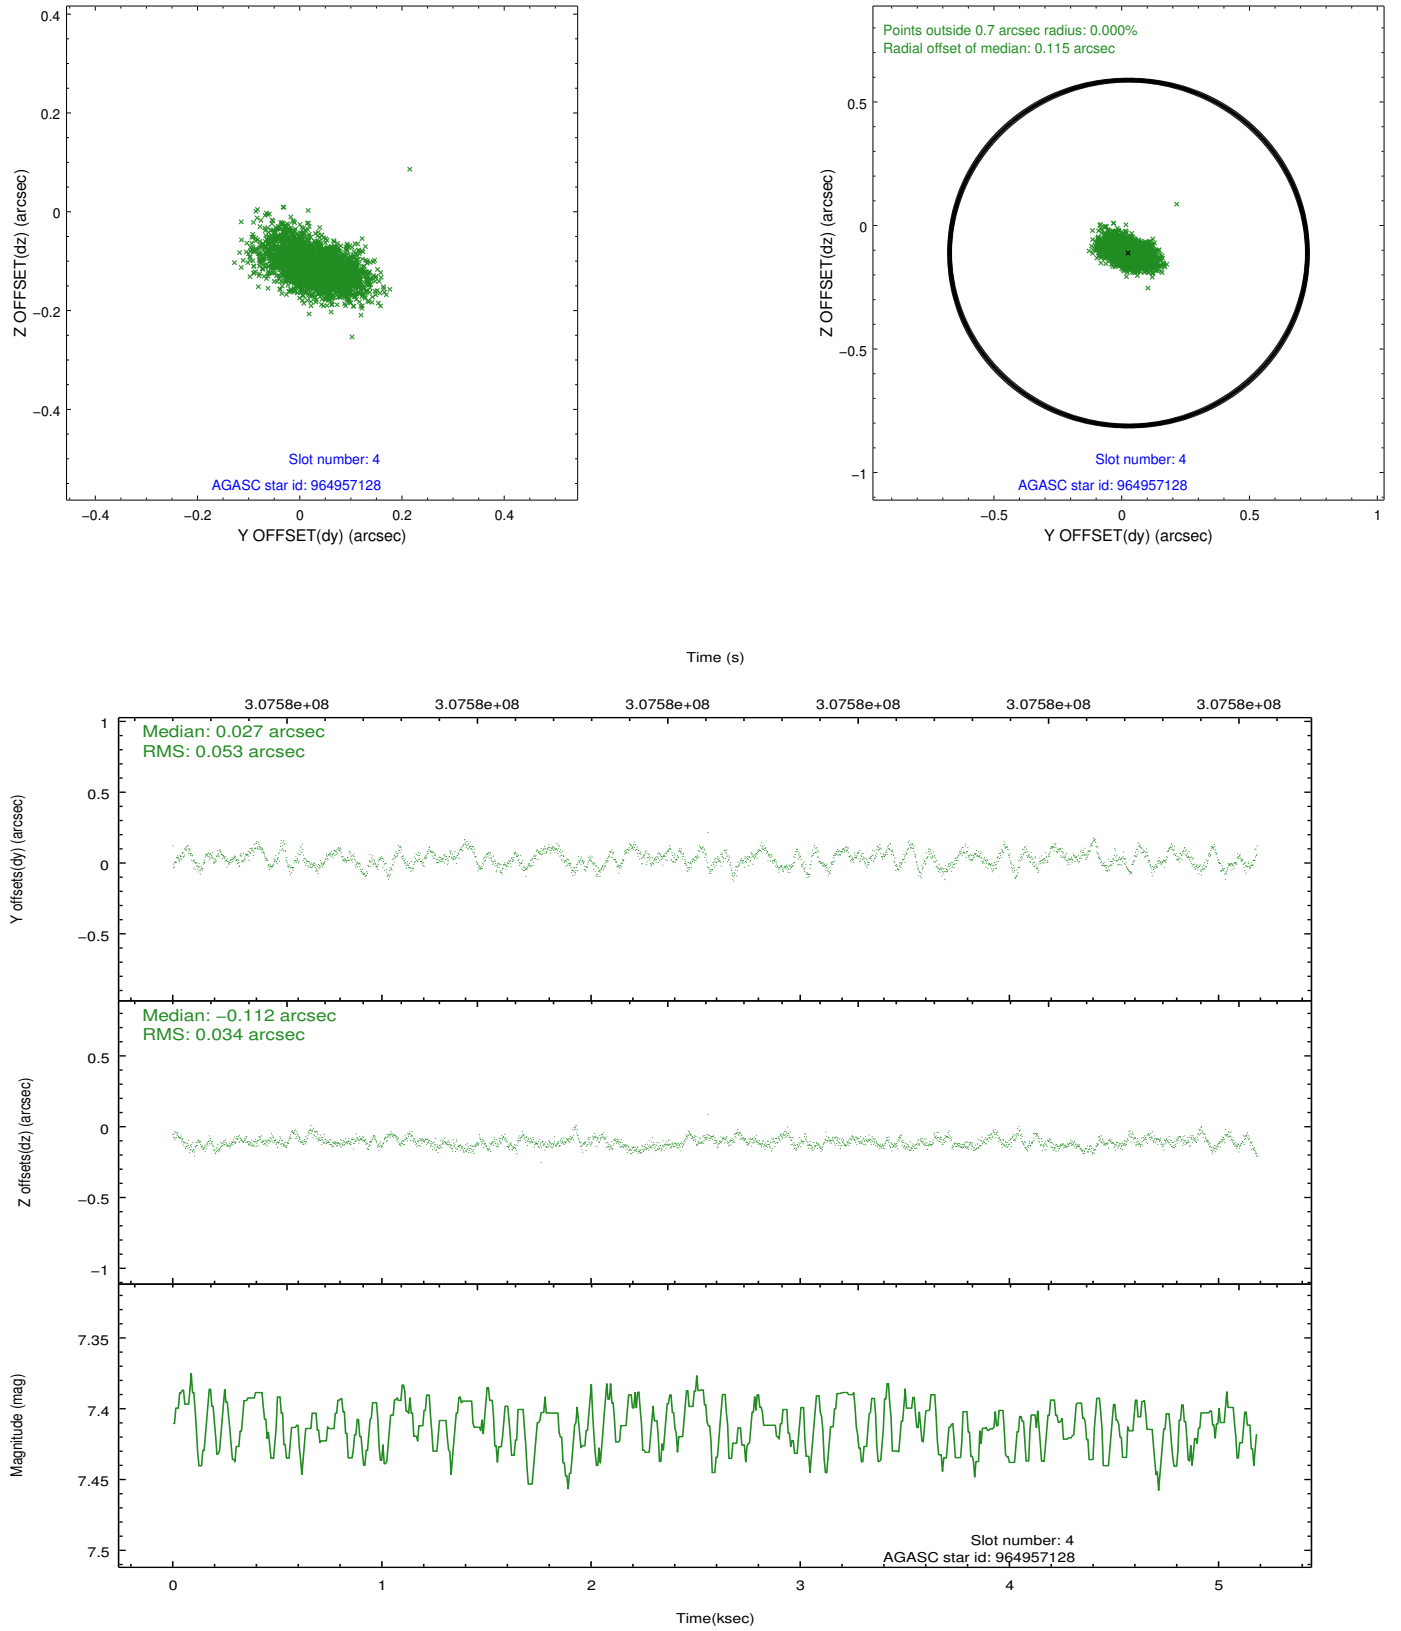 0.4
0.2
0
−0.2
−0.4
Z OFFSET(dz) (arcsec)
Slot number: 4
AGASC star id: 964957128
−0.4 −0.2 0 0.2 0.4
Y OFFSET(dy) (arcsec)
Points outside 0.7 arcsec radius: 0.000%
Radial offset of median: 0.115 arcsec
0.5
0
−0.5
−1
Z OFFSET(dz) (arcsec)
Slot number: 4
AGASC star id: 964957128
−0.5 0 0.5 1
Y OFFSET(dy) (arcsec)
Time (s)
3.0758e+08 3.0758e+08 3.0758e+08 3.0758e+08 3.0758e+08 3.0758e+08
Median: 0.027 arcsec
RMS: 0.053 arcsec
1
0.5
0
−0.5
Y offsets(dy) (arcsec)
Median: −0.112 arcsec
RMS: 0.034 arcsec
0.5
0
−0.5
−1
Z offsets(dz) (arcsec)
7.35
7.4
7.45
7.5
Magnitude (mag)
Slot number: 4
AGASC star id: 964957128
0 1 2 3 4 5
Time(ksec)